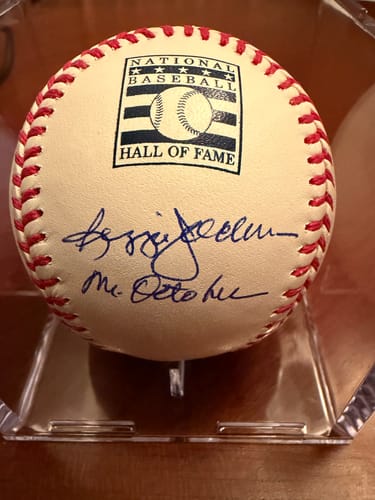 NATIONAL
BASEBALL
HALL OF FAME
Reggie Jackson
Mr. October